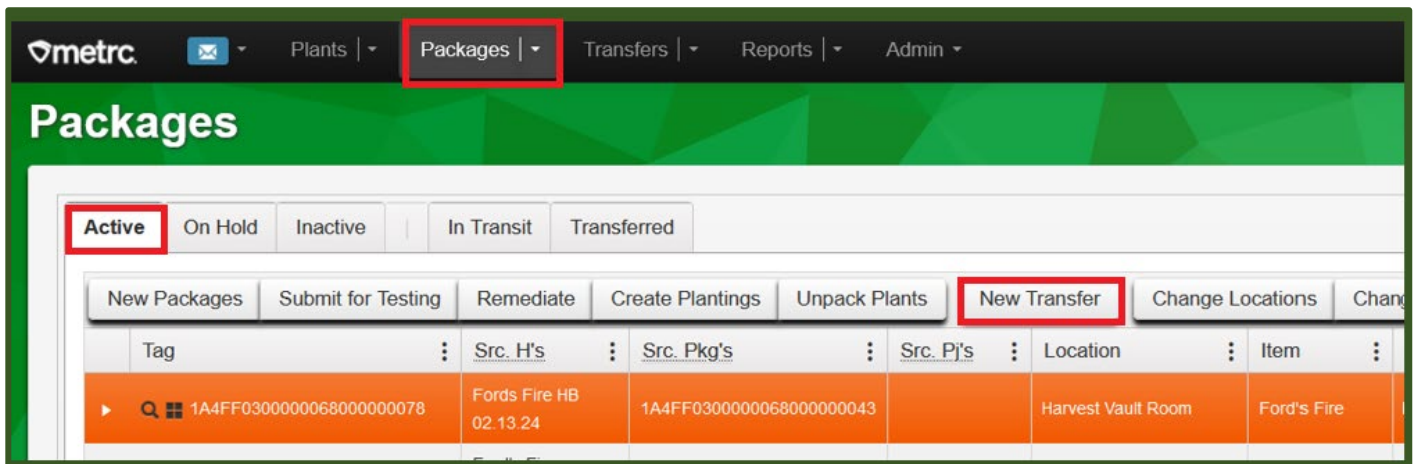 metrc. Plants Packages Transfers Reports Admin
Packages
Active On Hold Inactive In Transit Transferred
New Packages Submit for Testing Remediate Create Plantings Unpack Plants New Transfer Change Locations
Tag Src. H's Src. Pkg's Src. Pj's Location Item
1A4FF0300000068000000078 Fords Fire HB 02.13.24 1A4FF0300000068000000043 Harvest Vault Room Ford's Fire